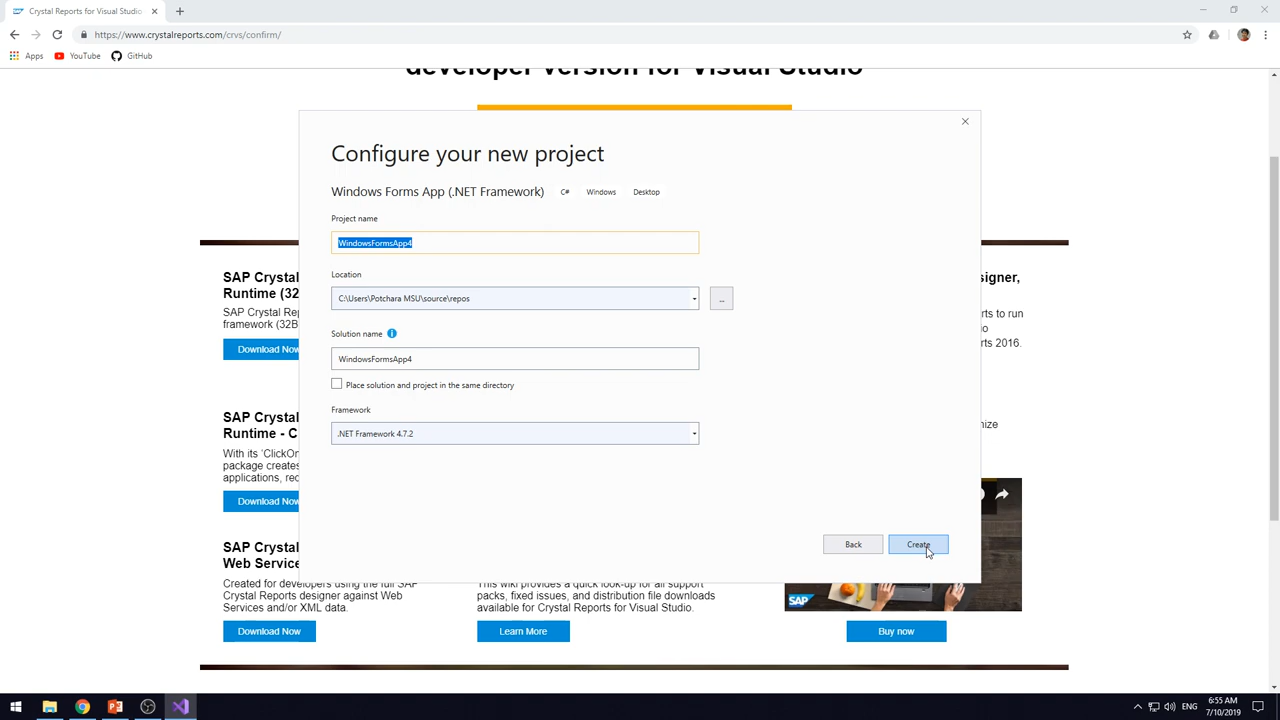 Crystal Reports for Visual Studio
https://www.crystalreports.com/crvs/confirm/
Apps YouTube GitHub
developer version for Visual Studio
Configure your new project
Windows Forms App (.NET Framework) C# Windows Desktop
Project name
WindowsFormsApp4
Location
C:\Users\Potchara MSU\source\repos
...
Solution name
WindowsFormsApp4
Place solution and project in the same directory
Framework
.NET Framework 4.7.2
Back Create
SAP Crystal
Runtime (32
SAP Crystal Rep
framework (32B
Download Now
SAP Crystal
Runtime - C
With its 'ClickOn
package creates
applications, rec
Download Now
SAP Crystal
Web Service
Created for developers using the full SAP
Crystal Reports designer against Web
Services and/or XML data.
Download Now
This wiki provides a quick look-up for all support
packs, fixed issues, and distribution file downloads
available for Crystal Reports for Visual Studio.
Learn More
signer,
rts to run
io
rts 2016.
mize
SAP
Buy now
ENG
6:55 AM
7/10/2019